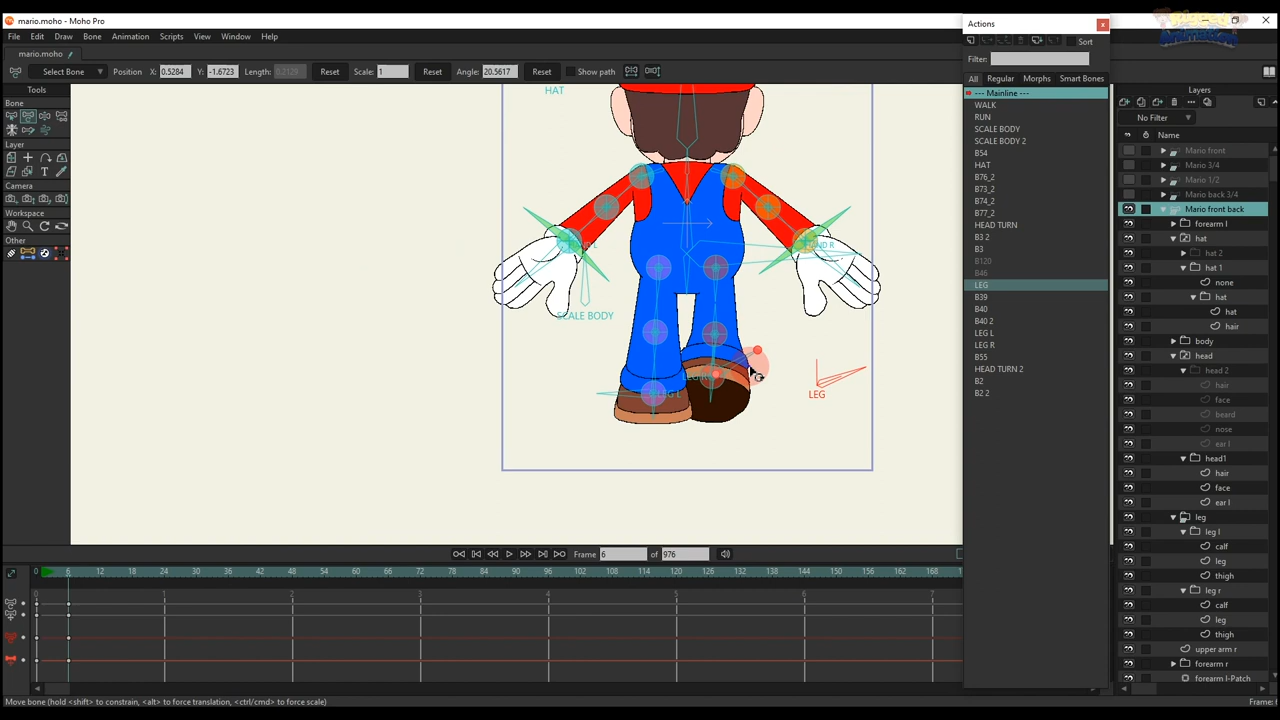 mario.moho - Moho Pro
File Edit Draw Bone Animation Scripts View Window Help
mario.moho
Select Bone Position X: 0.5284 Y: -1.6723 Length: 0.2123 Reset Scale: 1 Reset Angle: 20.5617 Reset Show path
Tools
Bone
Layer
Camera
Workspace
Other
HAT
SCALE BODY
LEG L
LEG
Actions
Sort
Filter:
All Regular Morphs Smart Bones
--- Mainline ---
WALK
RUN
SCALE BODY
SCALE BODY 2
B54
HAT
B76_2
B73_2
B74_2
B77_2
HEAD TURN
B3 2
B3
B120
B46
LEG
B39
B40
B40 2
LEG L
LEG R
B55
HEAD TURN 2
B2
B2 2
Layers
No Filter
Name
Mario front
Mario 3/4
Mario 1/2
Mario back 3/4
Mario front back
forearm l
hat
hat 2
hat 1
none
hat
hat
hair
body
head
head 2
hair
face
beard
nose
ear l
head1
hair
face
ear l
leg
leg l
calf
leg
thigh
leg r
calf
leg
thigh
upper arm r
forearm r
forearm l-Patch
Frame 6 of 976
0 6 12 18 24 30 36 42 48 54 60 66 72 78 84 90 96 102 108 114 120 126 132 138 144 150 156 162 168
0 1 2 3 4 5 6 7
Move bone (hold <shift> to constrain, <alt> to force translation, <ctrl/cmd> to force scale)
Frame: